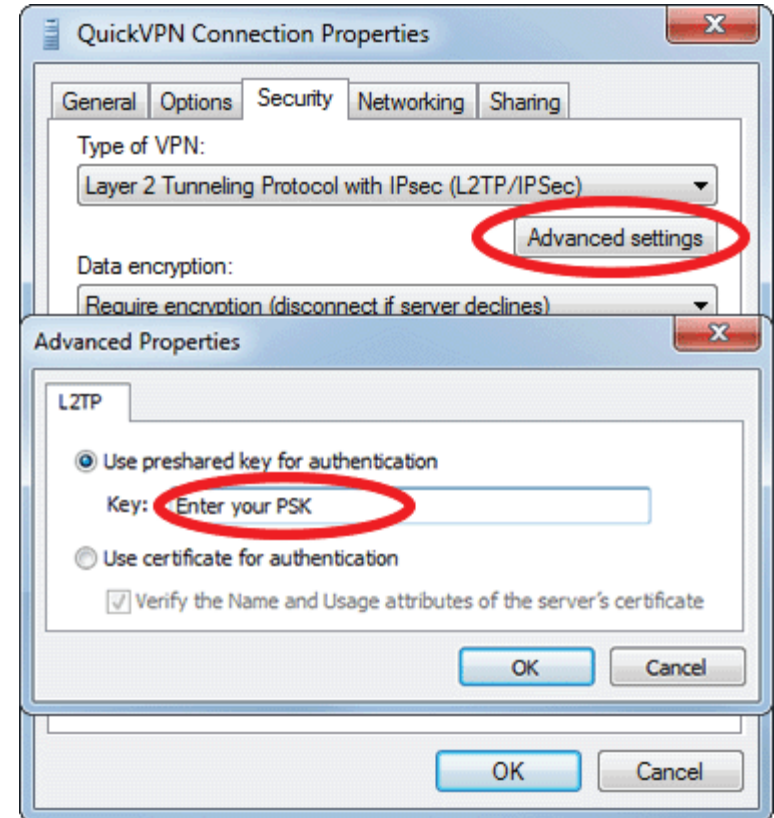 QuickVPN Connection Properties
General Options Security Networking Sharing
Type of VPN:
Layer 2 Tunneling Protocol with IPsec (L2TP/IPSec)
Advanced settings
Data encryption:
Require encryption (disconnect if server declines)
Advanced Properties
L2TP
Use preshared key for authentication
Key: Enter your PSK
Use certificate for authentication
Verify the Name and Usage attributes of the server's certificate
OK Cancel
OK Cancel